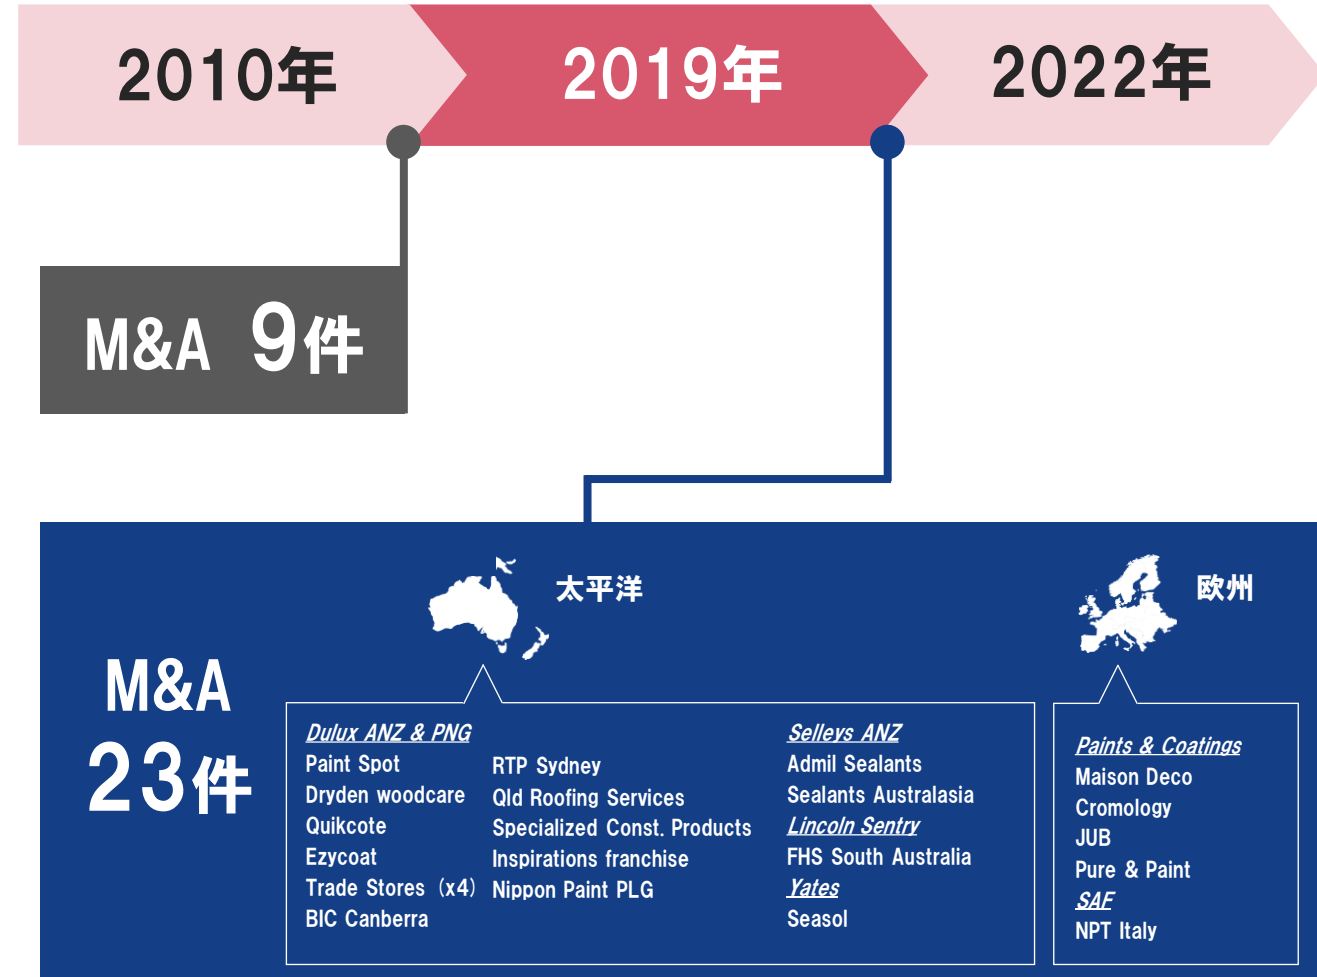 2010年
2019年
2022年
M&A 9件
太平洋
欧州
M&A
23件
Dulux ANZ & PNG
Paint Spot
Dryden woodcare
Quikcote
Ezycoat
Trade Stores (x4)
BIC Canberra
RTP Sydney
Qld Roofing Services
Specialized Const. Products
Inspirations franchise
Nippon Paint PLG
Selleys ANZ
Admil Sealants
Sealants Australasia
Lincoln Sentry
FHS South Australia
Yates
Seasol
Paints & Coatings
Maison Deco
Cromology
JUB
Pure & Paint
SAF
NPT Italy